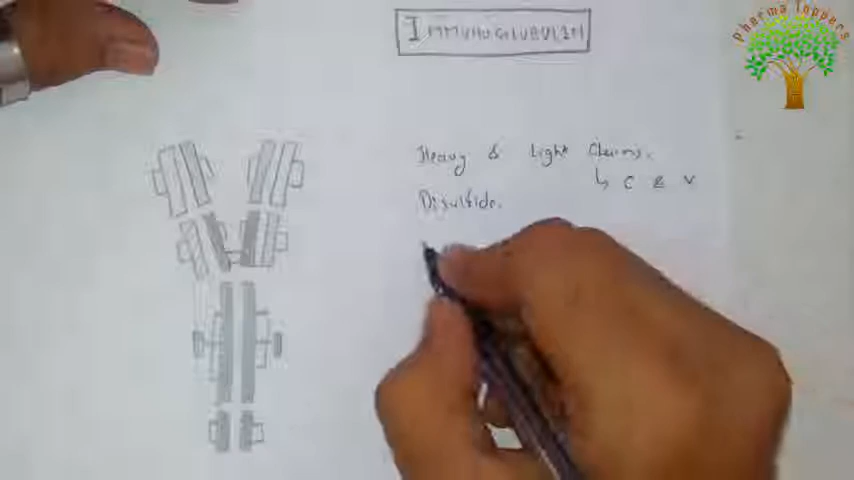 Pharma Toppers
IMMUNOGLOBULIN
Heavy & Light Chains.
↳ C & V
Disulfide.